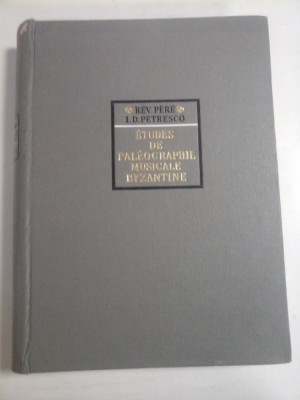 RÉV. PÈRE
I. D. PETRESCO
ÉTUDES
DE
PALÉOGRAPHIE
MUSICALE
BYZANTINE